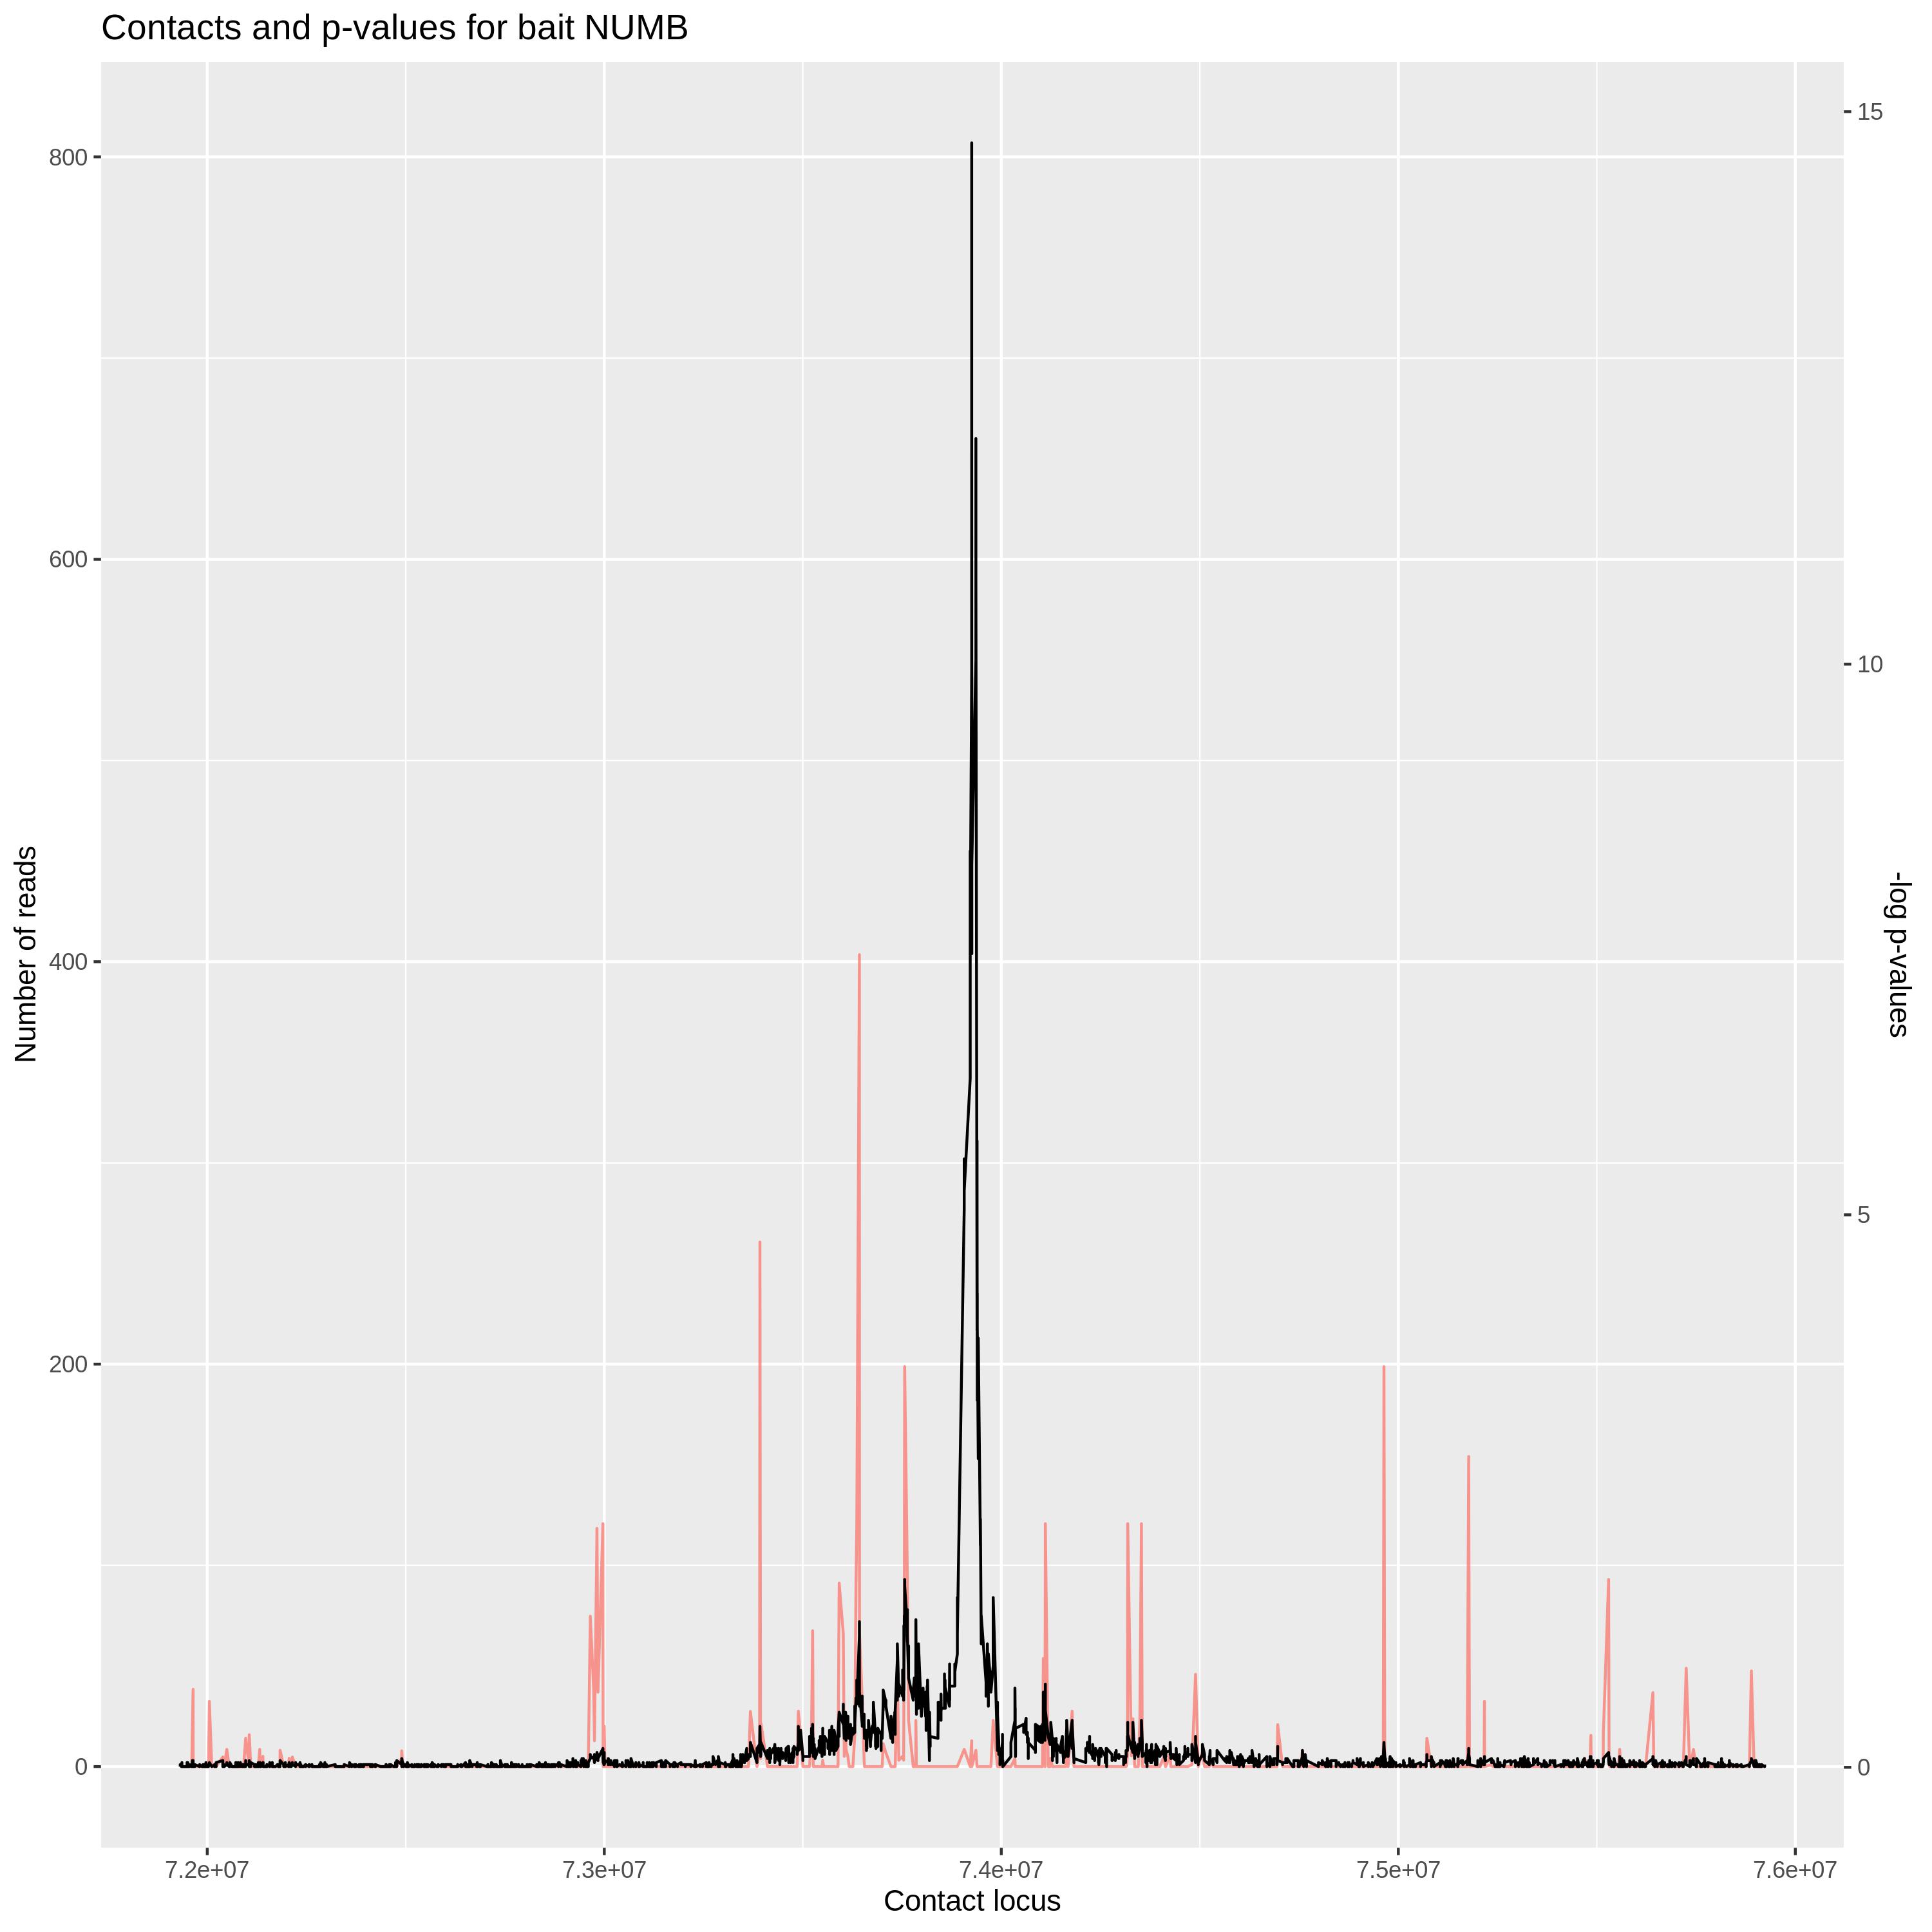 Contacts and p-values for bait NUMB
15
800
10
600
Number of reads
-log p-values
400
5
200
0
0
7.2e+07
7.3e+07
7.4e+07
7.5e+07
7.6e+07
Contact locus